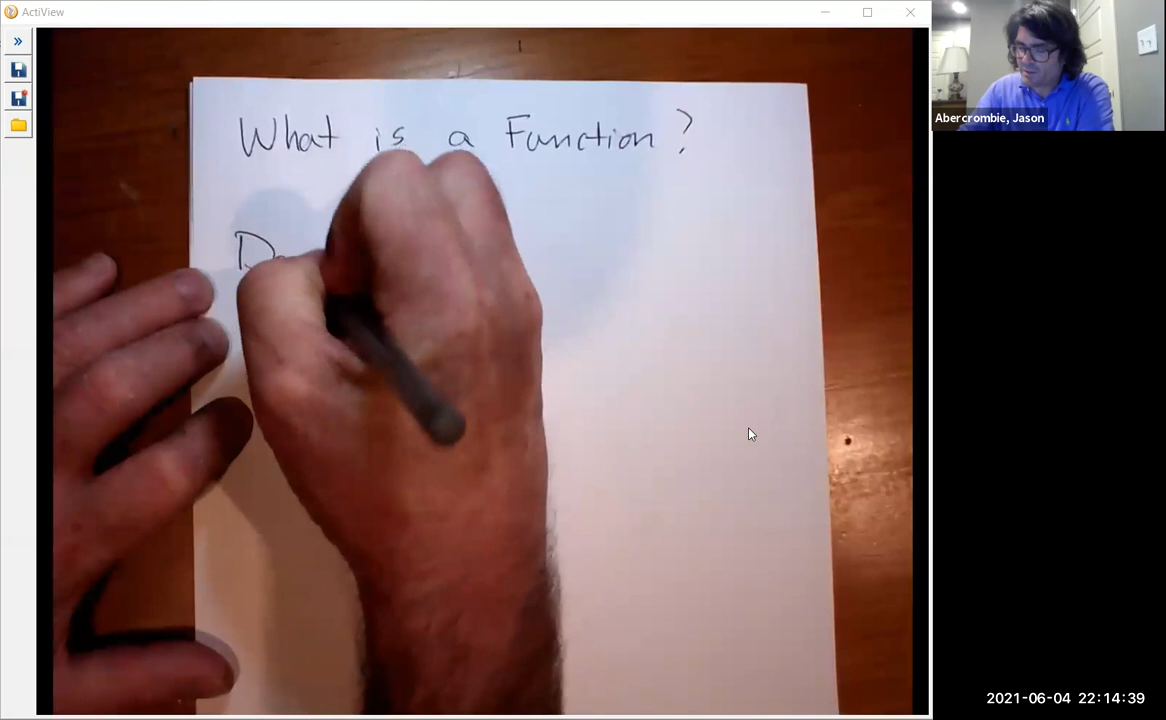 ActiView
What is a Function?
D
Abercrombie, Jason
2021-06-04 22:14:39